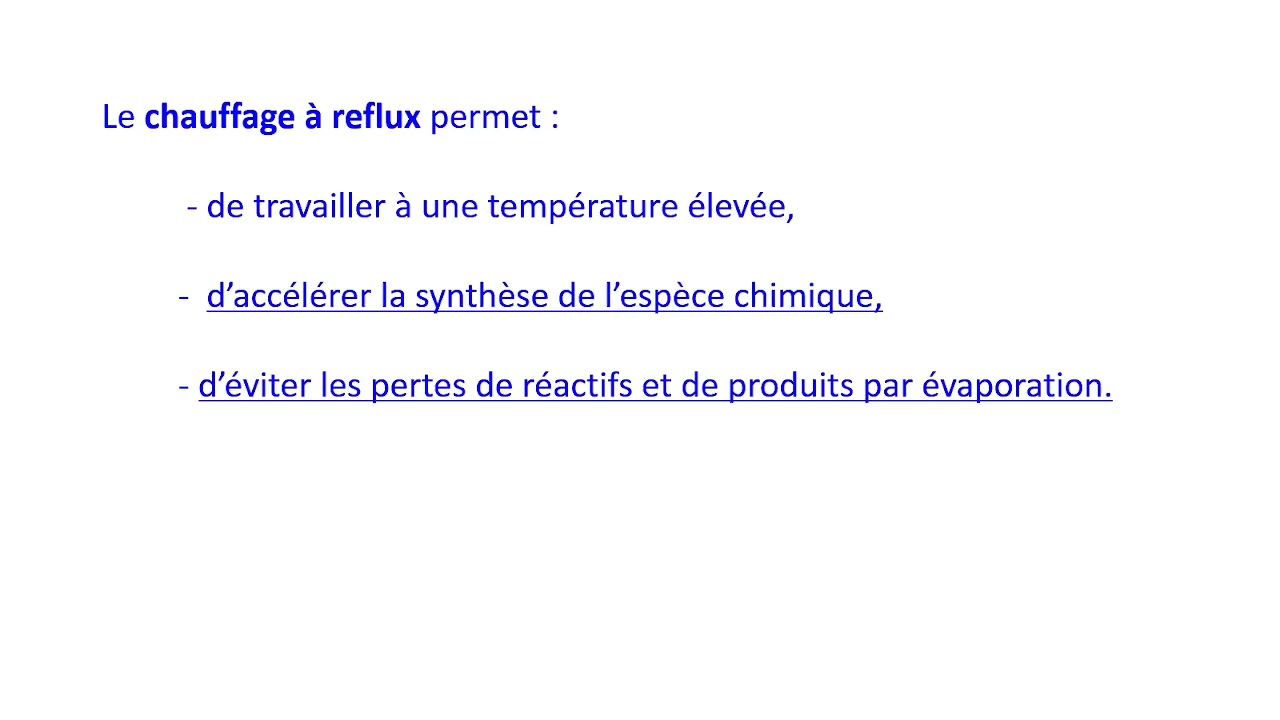 Le chauffage à reflux permet :
- de travailler à une température élevée,
- d’accélérer la synthèse de l’espèce chimique,
- d’éviter les pertes de réactifs et de produits par évaporation.